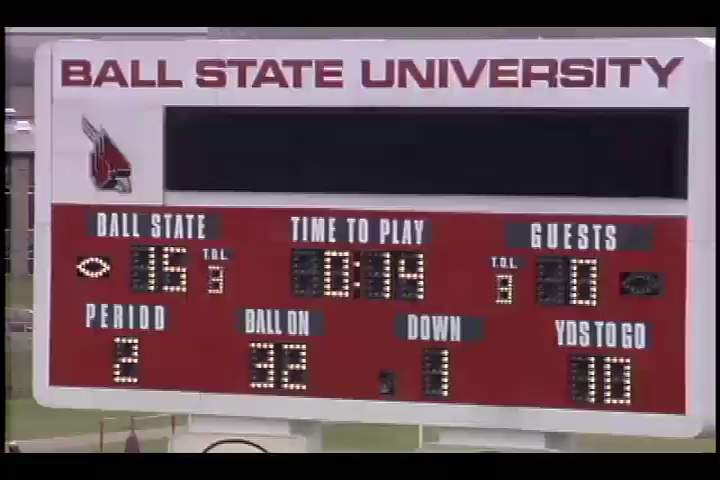 BALL STATE UNIVERSITY
BALL STATE TIME TO PLAY GUESTS
T.O.L. T.O.L.
15 3 0:14 3 0
PERIOD BALL ON DOWN YDS TO GO
2 32 1 10